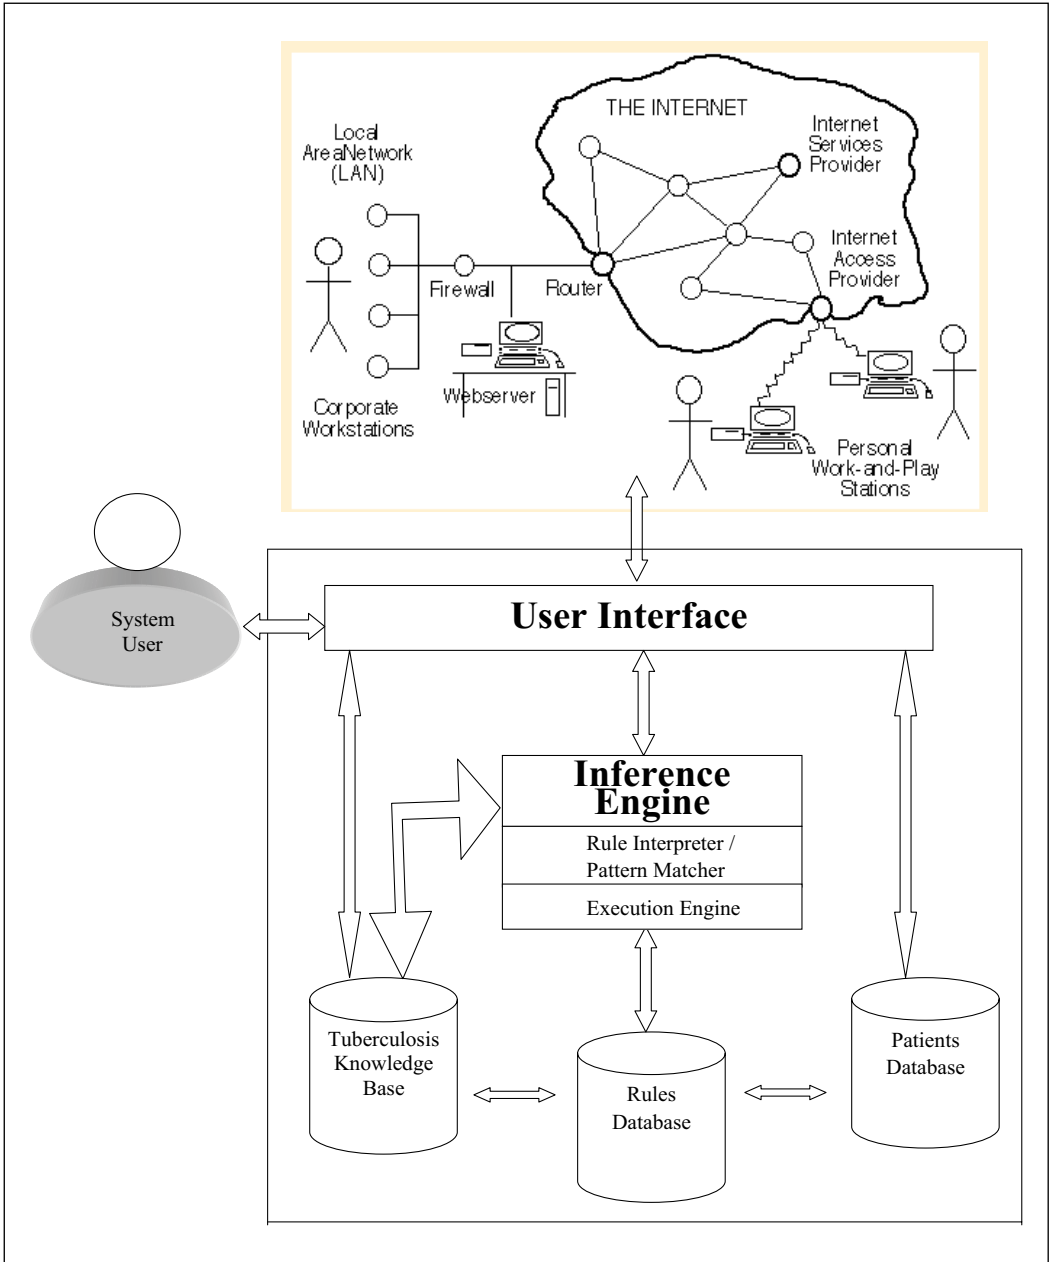 THE INTERNET
Local
AreaNetwork
(LAN)
Internet
Services
Provider
Internet
Access
Provider
Firewall
Router
Webserver
Corporate
Workstations
Personal
Work-and-Play
Stations
System
User
User Interface
Inference
Engine
Rule Interpreter /
Pattern Matcher
Execution Engine
Tuberculosis
Knowledge
Base
Rules
Database
Patients
Database